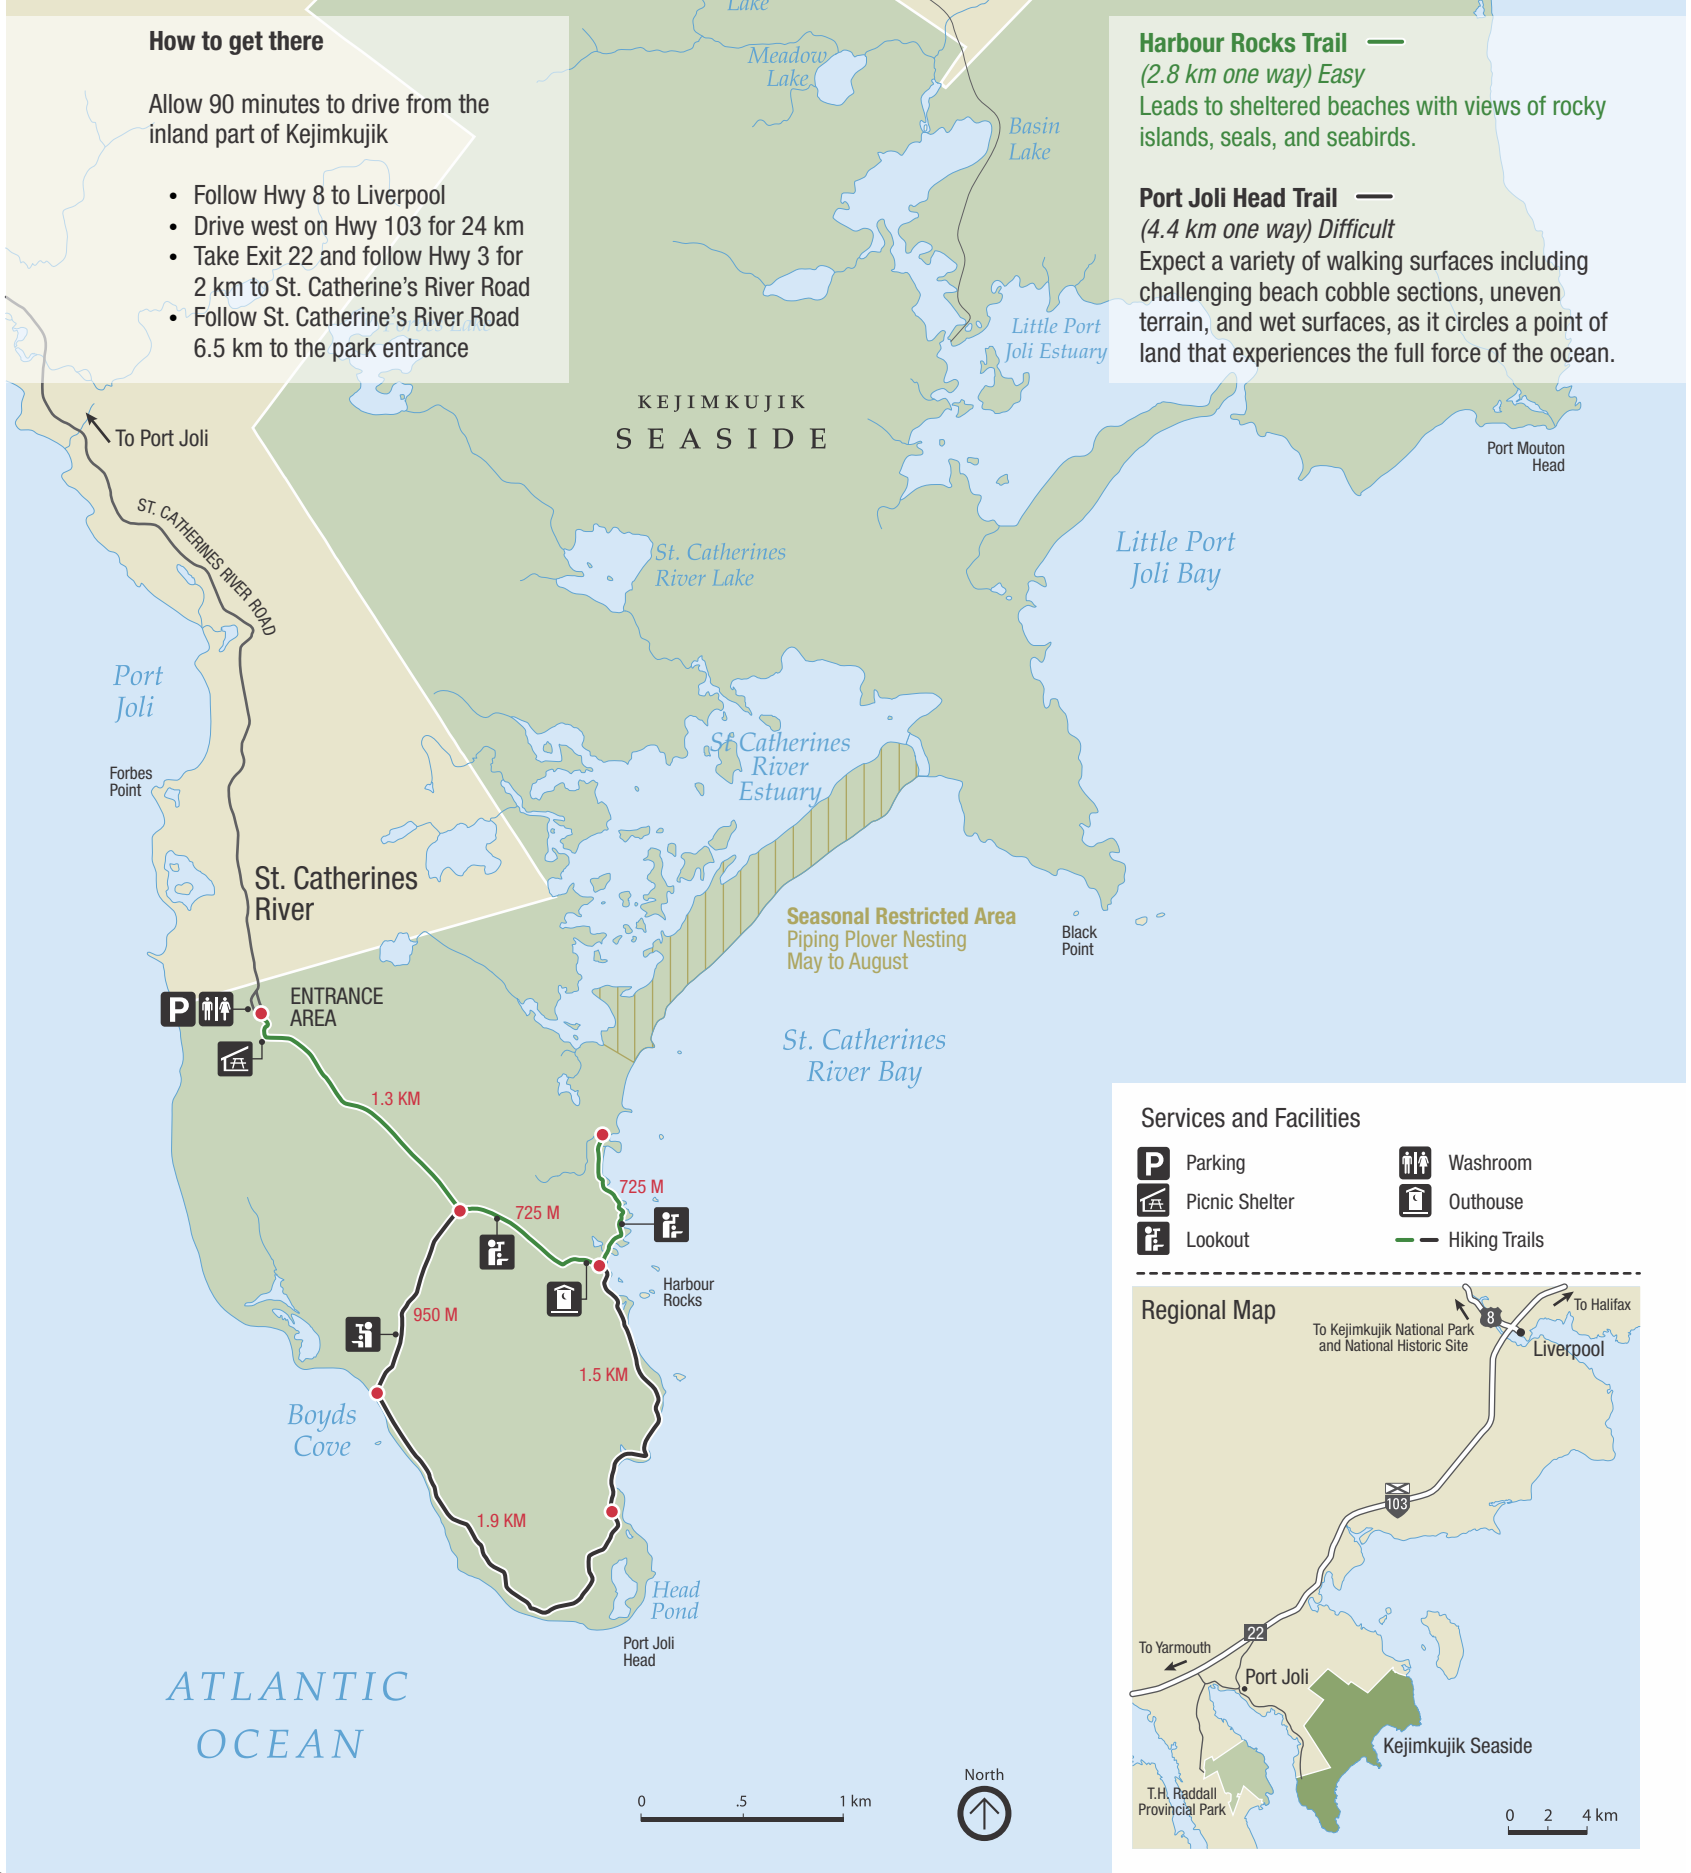 Lake
How to get there
Allow 90 minutes to drive from the
inland part of Kejimkujik
• Follow Hwy 8 to Liverpool
• Drive west on Hwy 103 for 24 km
• Take Exit 22 and follow Hwy 3 for
2 km to St. Catherine's River Road
• Follow St. Catherine's River Road
6.5 km to the park entrance
Forbes Lake
Harbour Rocks Trail
(2.8 km one way) Easy
Leads to sheltered beaches with views of rocky
islands, seals, and seabirds.
Port Joli Head Trail
(4.4 km one way) Difficult
Expect a variety of walking surfaces including
challenging beach cobble sections, uneven
terrain, and wet surfaces, as it circles a point of
land that experiences the full force of the ocean.
Meadow
Lake
Basin
Lake
Little Port
Joli Estuary
KEJIMKUJIK
SEASIDE
To Port Joli
Port Mouton
Head
ST. CATHERINES RIVER ROAD
St. Catherines
River Lake
Little Port
Joli Bay
Port
Joli
St Catherines
River
Estuary
Forbes
Point
St. Catherines
River
Seasonal Restricted Area
Piping Plover Nesting
May to August
Black
Point
P
ENTRANCE
AREA
St. Catherines
River Bay
1.3 KM
725 M
725 M
Harbour
Rocks
950 M
1.5 KM
Boyds
Cove
1.9 KM
Head
Pond
Port Joli
Head
ATLANTIC
OCEAN
North
0 .5 1 km
Services and Facilities
P Parking
Washroom
Picnic Shelter
Outhouse
Lookout
Hiking Trails
Regional Map
8
To Halifax
To Kejimkujik National Park
and National Historic Site
Liverpool
103
22
To Yarmouth
Port Joli
Kejimkujik Seaside
T.H. Raddall
Provincial Park
0 2 4 km